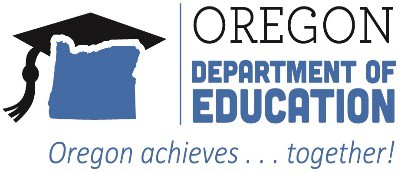 OREGON
DEPARTMENT OF
EDUCATION
Oregon achieves . . . together!